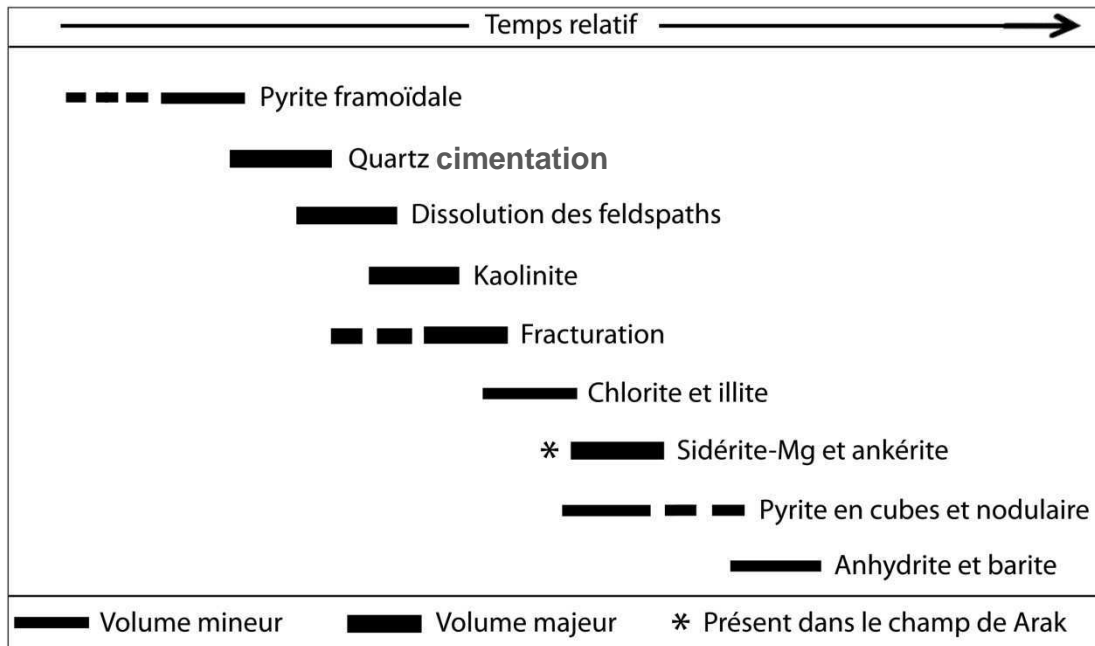 Temps relatif
Pyrite framoïdale
Quartz cimentation
Dissolution des feldspaths
Kaolinite
Fracturation
Chlorite et illite
* Sidérite-Mg et ankérite
Pyrite en cubes et nodulaire
Anhydrite et barite
Volume mineur Volume majeur * Présent dans le champ de Arak